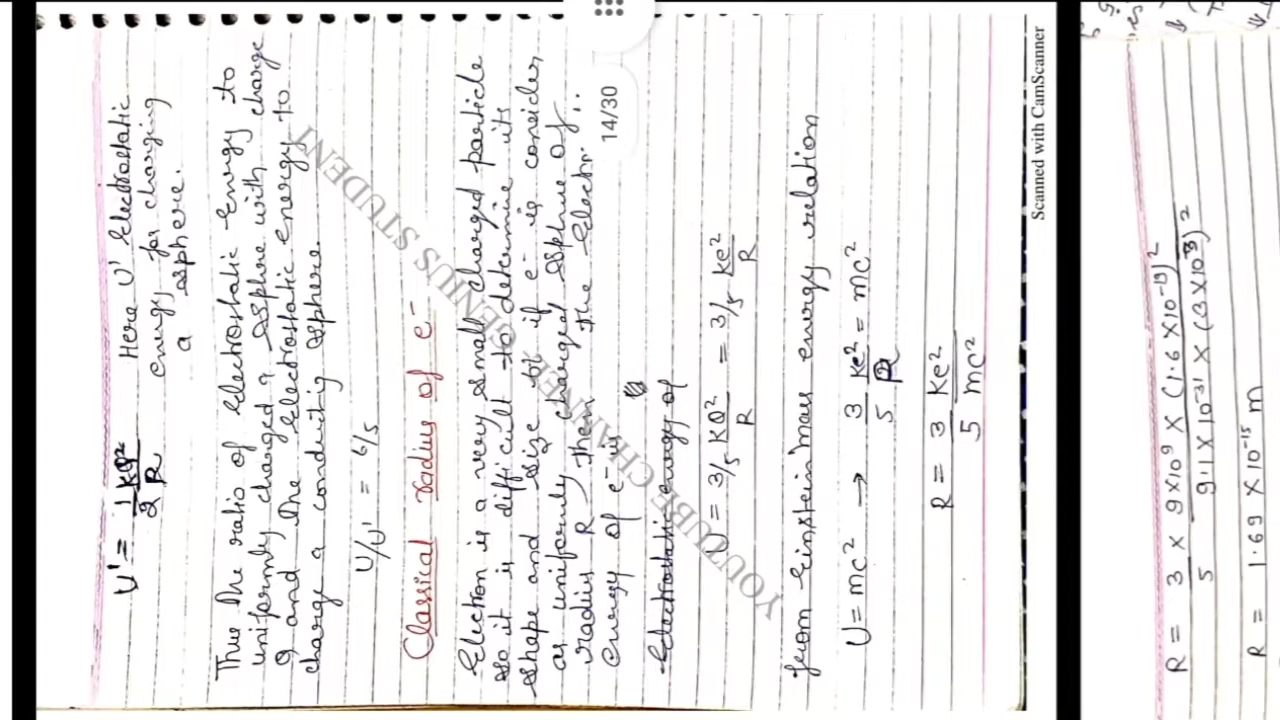 U' = 1/2 KQ²/R Here U' Electrostatic
energy for charging
a sphere.
Thus the ratio of Electrostatic Energy to
uniformly charged a sphere with charge
q and the Electrostatic energy to
charge a conducting sphere.
U/U' = 6/5
Classical radius of e⁻
Electron is a very small charged particle
so it is difficult to determine its
shape and size of if e⁻ is consider
as uniformly charged sphere of
radius R then the Electr..
energy of e⁻ is
Electrostatic energy of
U = 3/5 KQ²/R = 3/5 Ke²/R
from Einstein mass energy relation
U = mc² → 3/5 Ke²/R = mc²
R = 3/5 Ke²/mc²
Scanned with CamScanner
14/30
YOUTUBE CHANNEL GENIUS STUDENT
R = 3/5 × 9×10⁹ × (1.6 ×10⁻¹⁹)² / 9.1 × 10⁻³¹ × (3×10⁸)²
R = 1.69 × 10⁻¹⁵ m